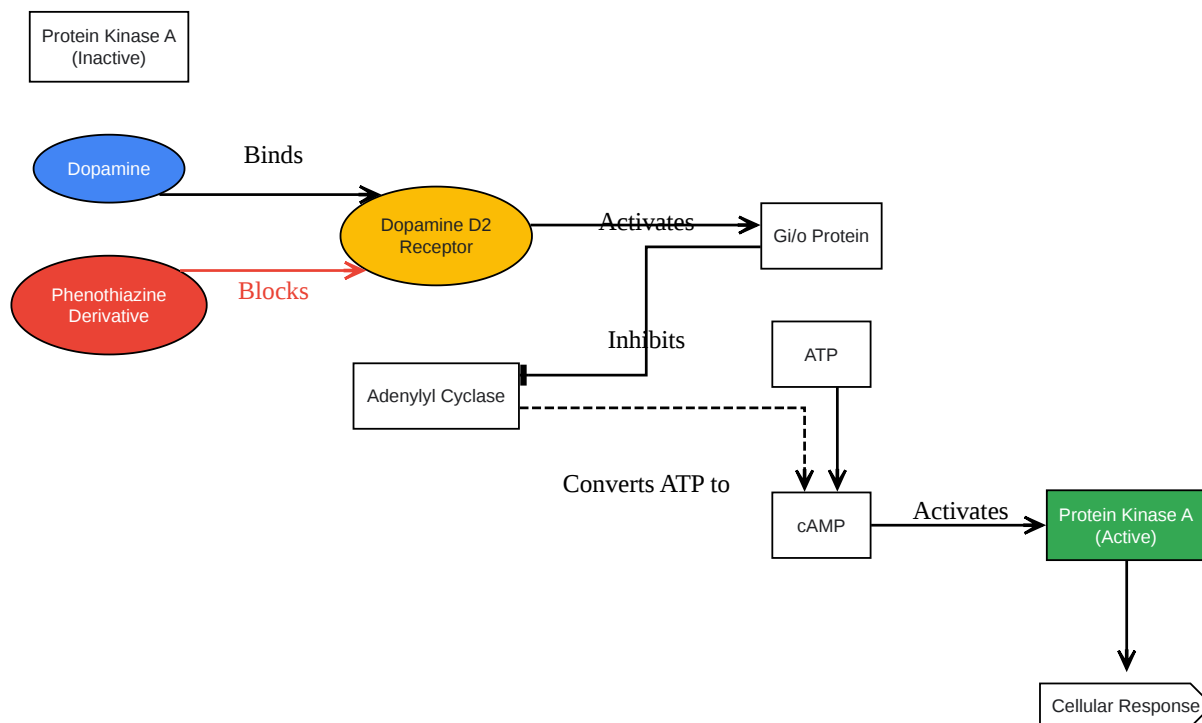 Protein Kinase A
(Inactive)
Dopamine
Binds
Dopamine D2
Receptor
Activates
Gi/o Protein
Phenothiazine
Derivative
Blocks
Inhibits
ATP
Adenylyl Cyclase
Converts ATP to
cAMP
Activates
Protein Kinase A
(Active)
Cellular Response